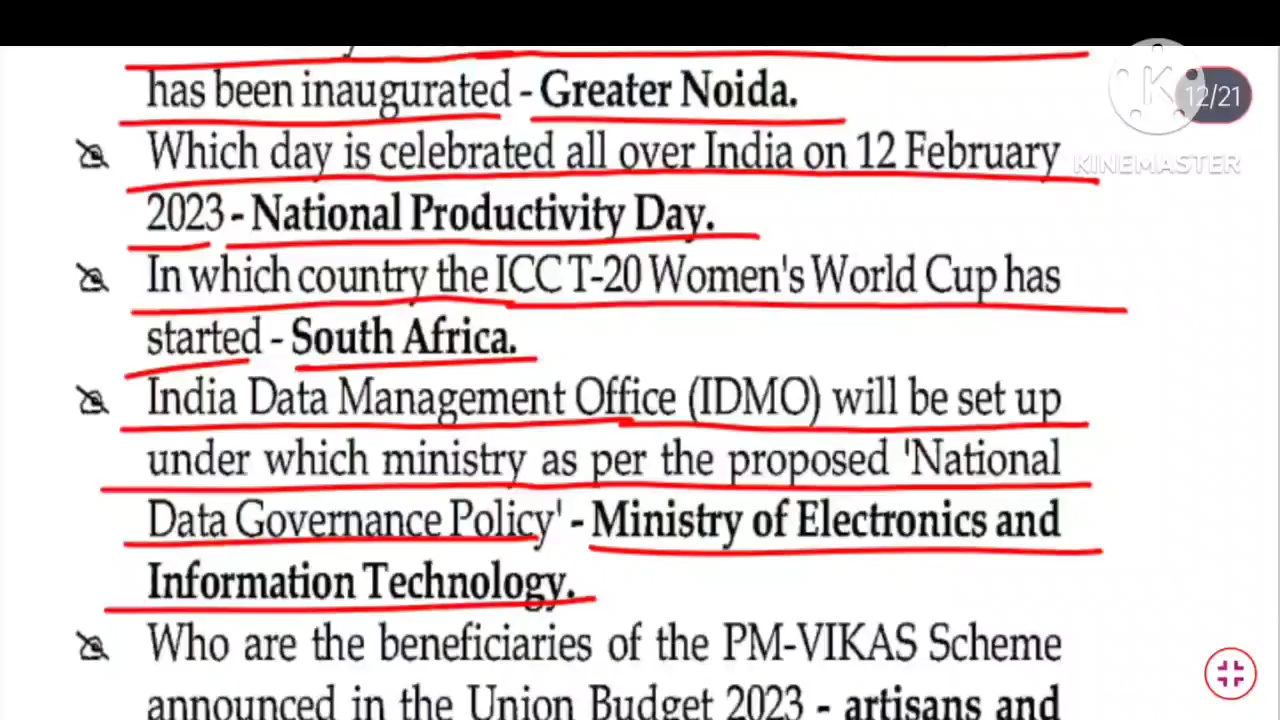 has been inaugurated - Greater Noida.
12/21
KINEMASTER
Which day is celebrated all over India on 12 February
2023 - National Productivity Day.
In which country the ICC T-20 Women's World Cup has
started - South Africa.
India Data Management Office (IDMO) will be set up
under which ministry as per the proposed 'National
Data Governance Policy' - Ministry of Electronics and
Information Technology.
Who are the beneficiaries of the PM-VIKAS Scheme
announced in the Union Budget 2023 - artisans and